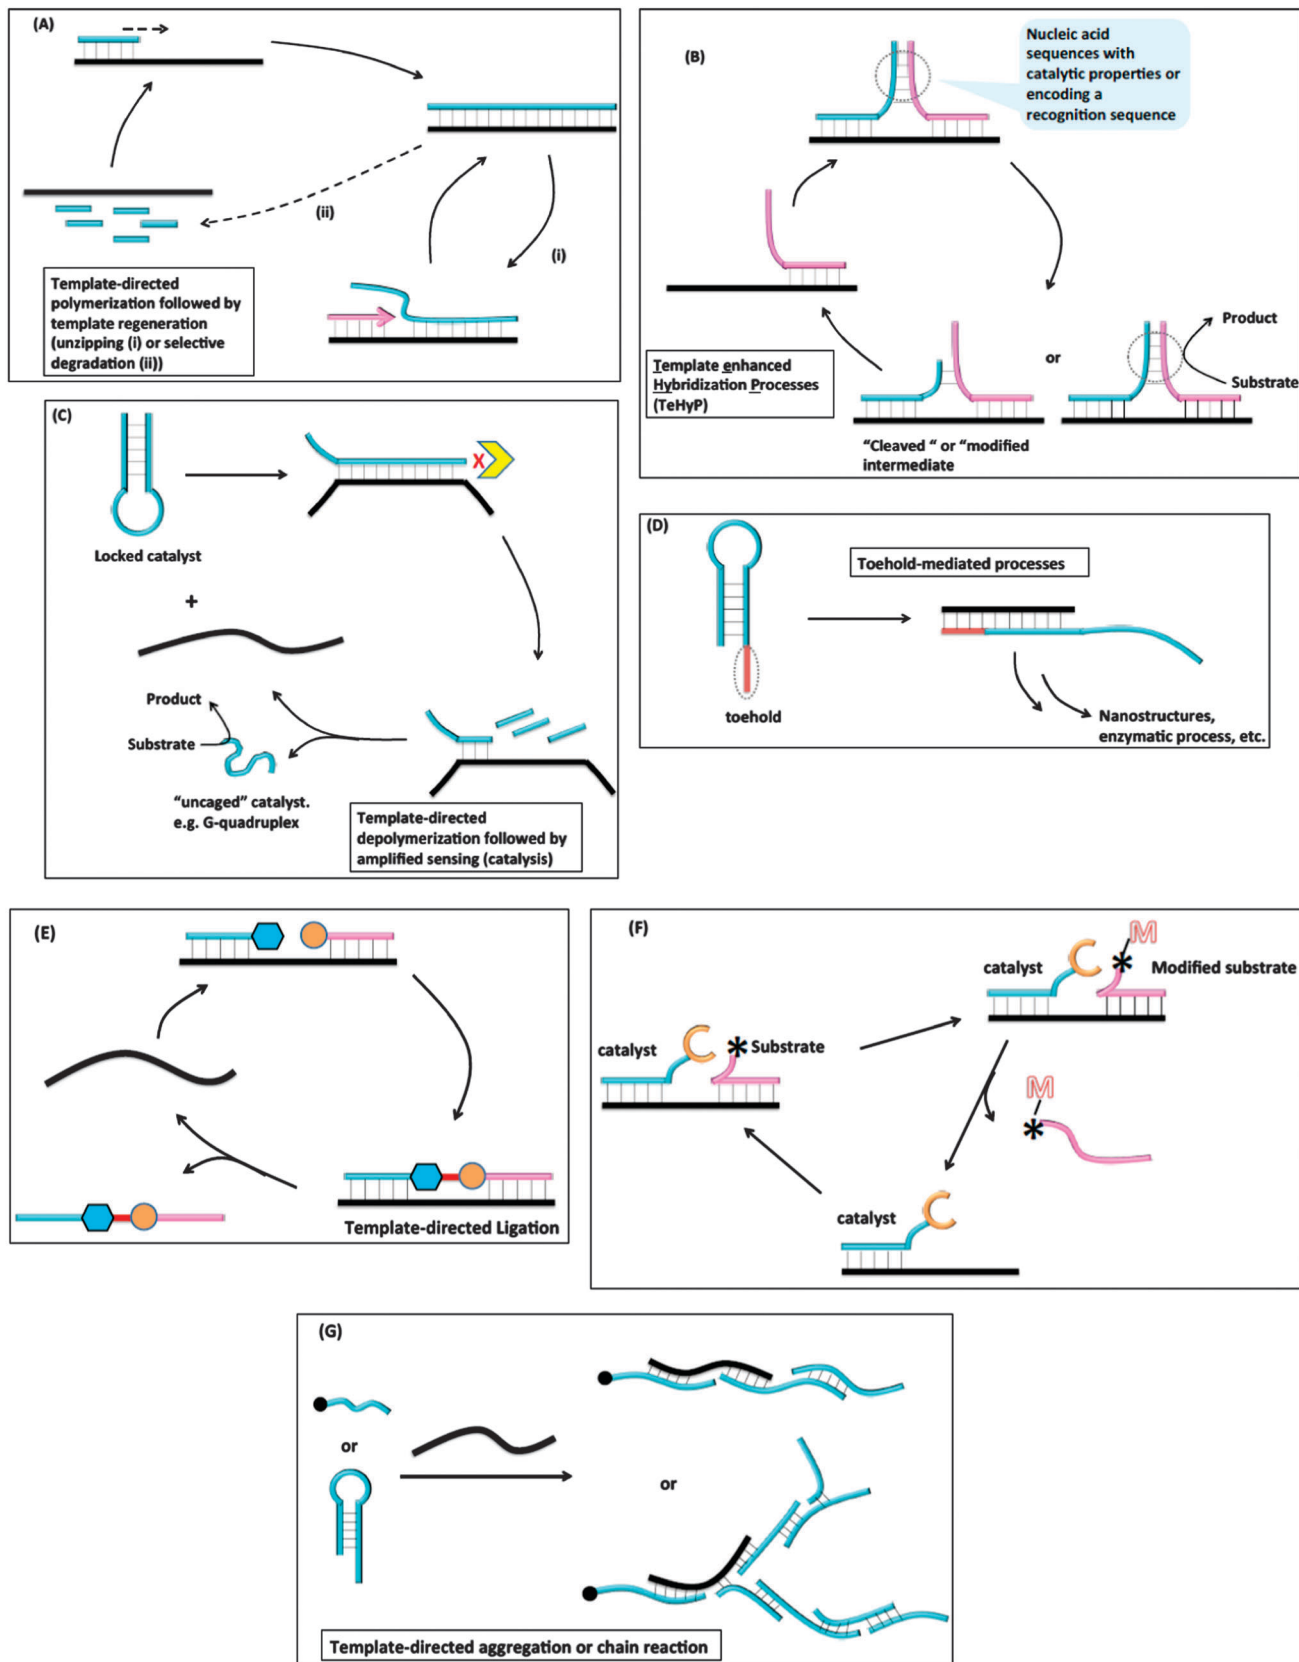 (A)
(ii)
(i)
Template-directed
polymerization followed by
template regeneration
(unzipping (i) or selective
degradation (ii))
(B)
Nucleic acid
sequences with
catalytic properties or
encoding a
recognition sequence
Product
or
Substrate
Template enhanced
Hybridization Processes
(TeHyP)
“Cleaved “ or “modified
intermediate
(C)
X
Locked catalyst
+
Product
Substrate
“uncaged” catalyst.
e.g. G-quadruplex
Template-directed
depolymerization followed by
amplified sensing (catalysis)
(D)
Toehold-mediated processes
toehold
Nanostructures,
enzymatic process, etc.
(E)
Template-directed Ligation
(F)
M
catalyst
* Modified substrate
catalyst
* Substrate
M
*
catalyst
(G)
or
or
Template-directed aggregation or chain reaction